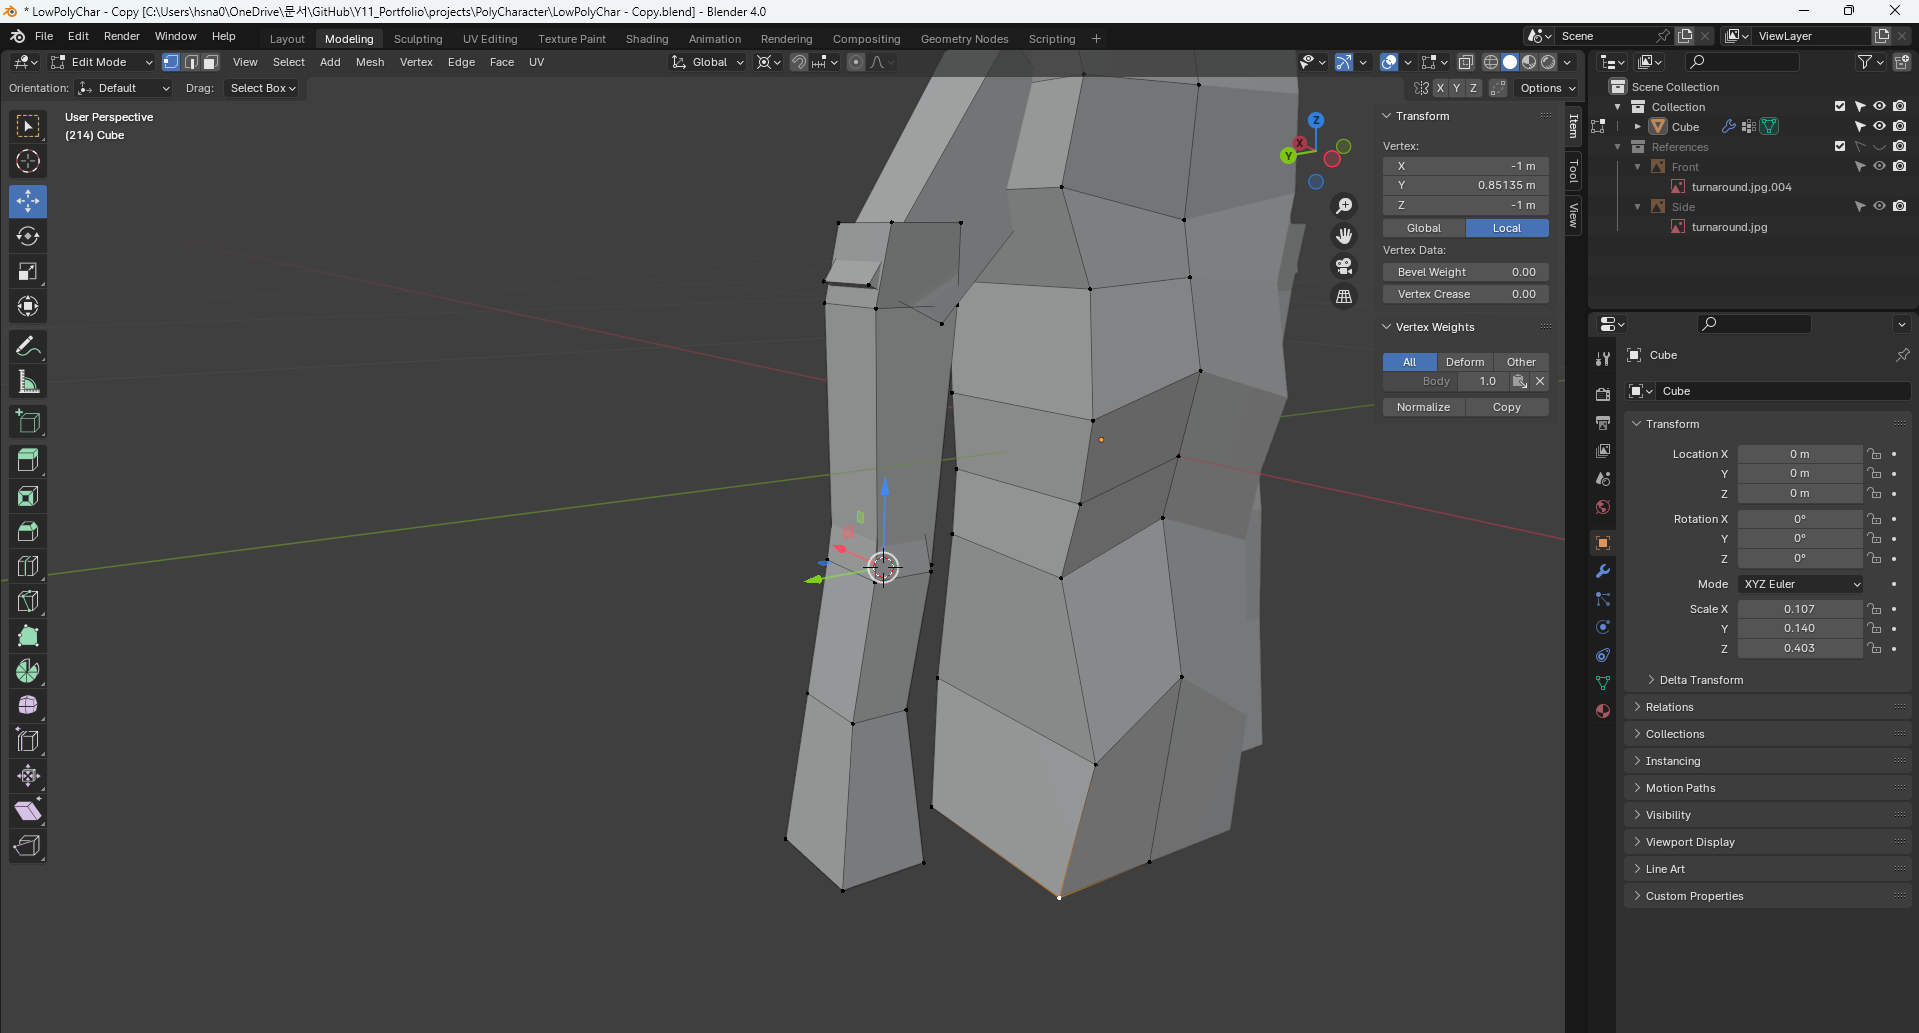 * LowPolyChar - Copy [C:\Users\hsna0\OneDrive\문서\GitHub\Y11_Portfolio\projects\PolyCharacter\LowPolyChar - Copy.blend] - Blender 4.0
File Edit Render Window Help
Layout Modeling Sculpting UV Editing Texture Paint Shading Animation Rendering Compositing Geometry Nodes Scripting +
Scene
ViewLayer
Edit Mode
View Select Add Mesh Vertex Edge Face UV
Global
Orientation: Default Drag: Select Box
X Y Z
Options
User Perspective
(214) Cube
Z
X
Y
Transform
Vertex:
X -1 m
Y 0.85135 m
Z -1 m
Global Local
Vertex Data:
Bevel Weight 0.00
Vertex Crease 0.00
Vertex Weights
All Deform Other
Body 1.0
Normalize Copy
Item
Tool
View
Scene Collection
Collection
Cube
References
Front
turnaround.jpg.004
Side
turnaround.jpg
Cube
Cube
Transform
Location X 0 m
Y 0 m
Z 0 m
Rotation X 0°
Y 0°
Z 0°
Mode XYZ Euler
Scale X 0.107
Y 0.140
Z 0.403
Delta Transform
Relations
Collections
Instancing
Motion Paths
Visibility
Viewport Display
Line Art
Custom Properties